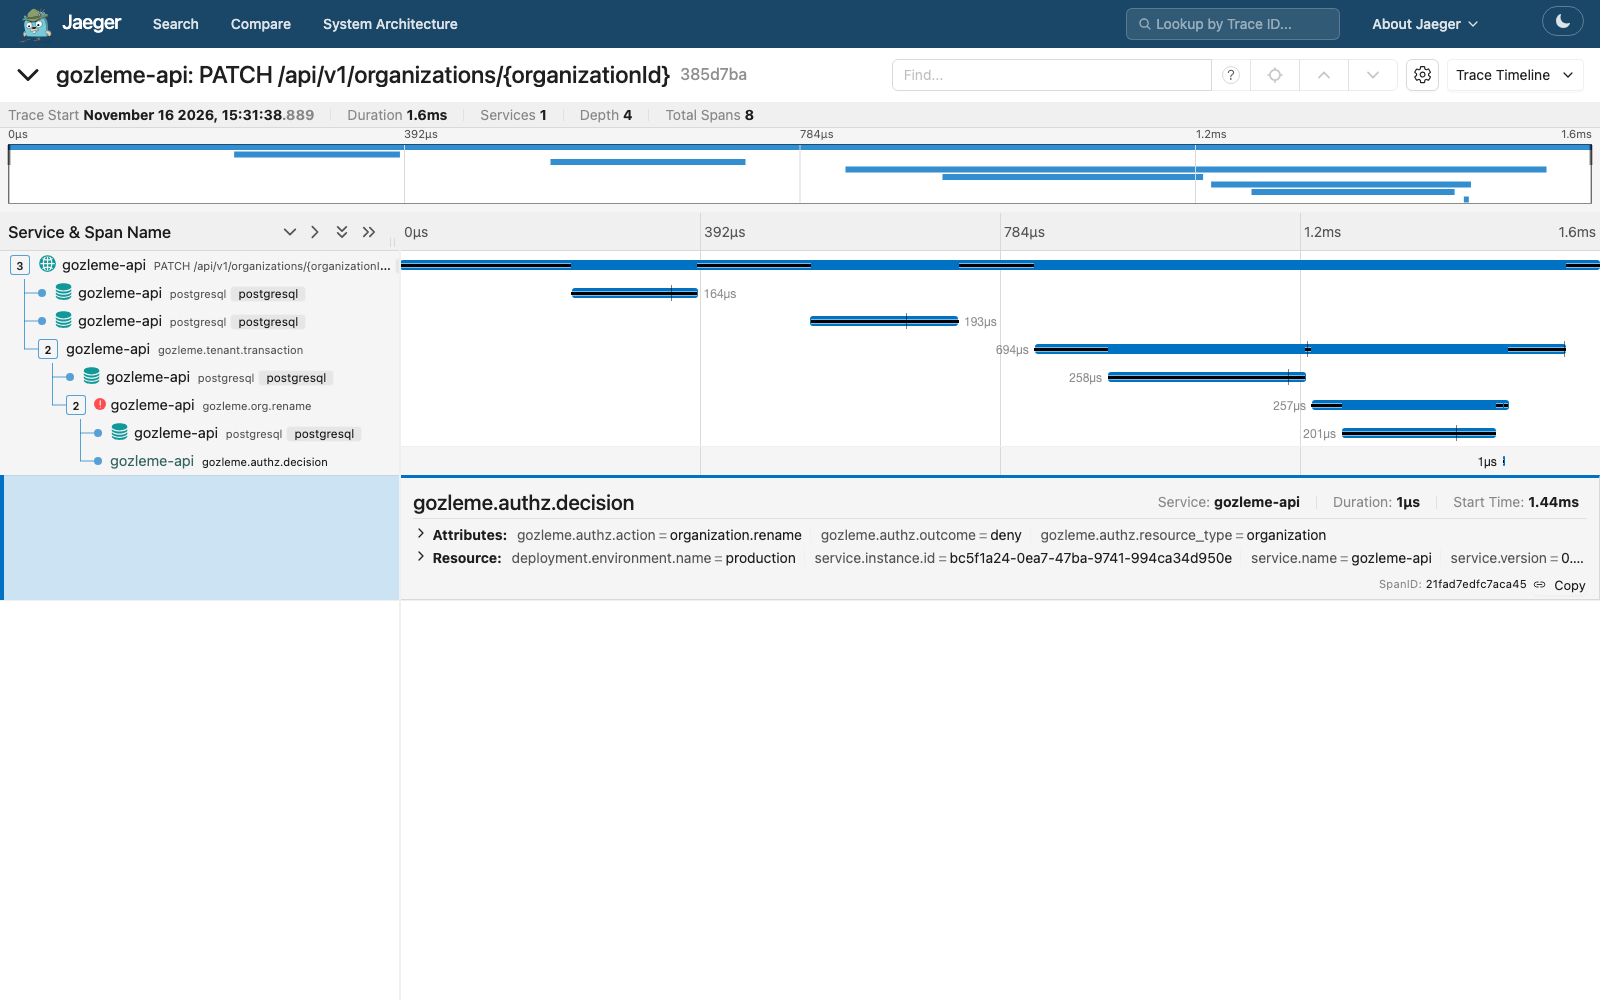 Jaeger Search Compare System Architecture Lookup by Trace ID... About Jaeger
gozleme-api: PATCH /api/v1/organizations/{organizationId} 385d7ba Find... ? Trace Timeline
Trace Start November 16 2026, 15:31:38.889 Duration 1.6ms Services 1 Depth 4 Total Spans 8
0μs 392μs 784μs 1.2ms 1.6ms
Service & Span Name 0μs 392μs 784μs 1.2ms 1.6ms
3 gozleme-api PATCH /api/v1/organizations/{organizationI...
gozleme-api postgresql postgresql 164μs
gozleme-api postgresql postgresql 193μs
2 gozleme-api gozleme.tenant.transaction 694μs
gozleme-api postgresql postgresql 258μs
2 gozleme-api gozleme.org.rename 257μs
gozleme-api postgresql postgresql 201μs
gozleme-api gozleme.authz.decision 1μs
gozleme.authz.decision Service: gozleme-api Duration: 1μs Start Time: 1.44ms
Attributes: gozleme.authz.action = organization.rename gozleme.authz.outcome = deny gozleme.authz.resource_type = organization
Resource: deployment.environment.name = production service.instance.id = bc5f1a24-0ea7-47ba-9741-994ca34d950e service.name = gozleme-api service.version = 0....
SpanID: 21fad7edfc7aca45 Copy